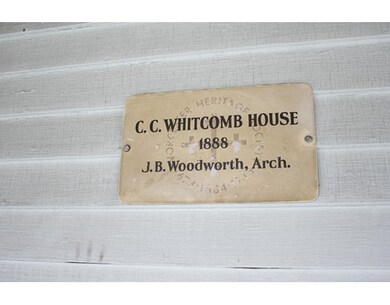 C. C. WHITCOMB HOUSE
1888
J. B. Woodworth, Arch.